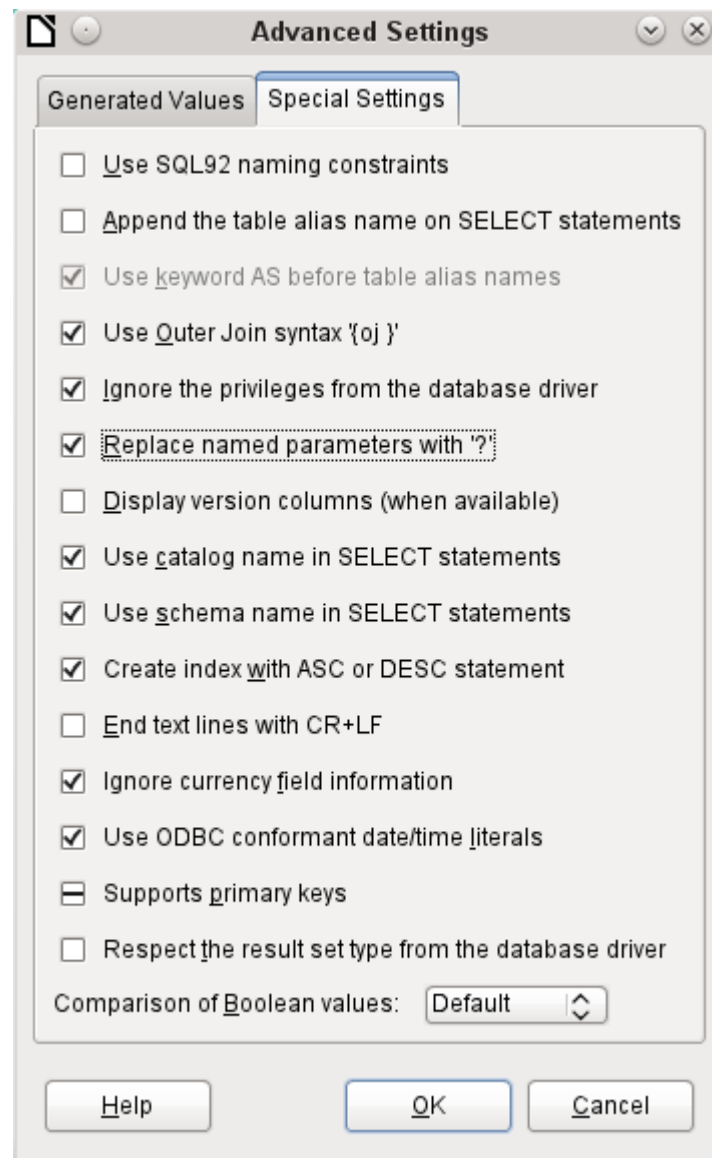 Advanced Settings
Generated Values Special Settings
Use SQL92 naming constraints
Append the table alias name on SELECT statements
Use keyword AS before table alias names
Use Outer Join syntax '{oj }'
Ignore the privileges from the database driver
Replace named parameters with '?'
Display version columns (when available)
Use catalog name in SELECT statements
Use schema name in SELECT statements
Create index with ASC or DESC statement
End text lines with CR+LF
Ignore currency field information
Use ODBC conformant date/time literals
Supports primary keys
Respect the result set type from the database driver
Comparison of Boolean values: Default
Help OK Cancel